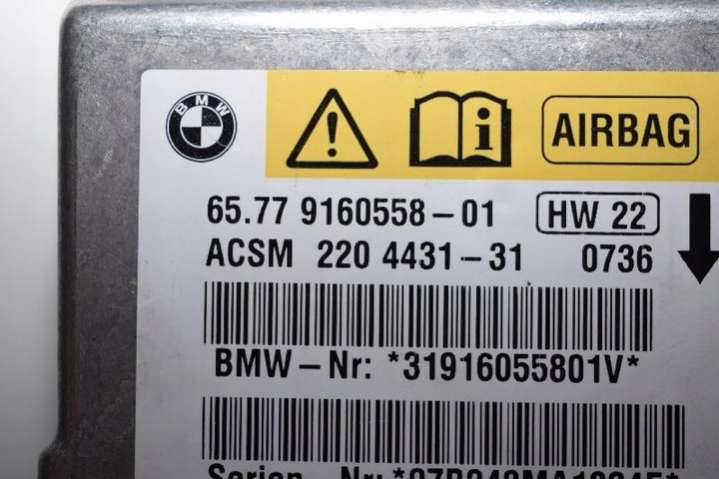 BMW
AIRBAG
65.77 9160558-01 HW 22
ACSM 220 4431-31 0736
BMW-Nr: *31916055801V*